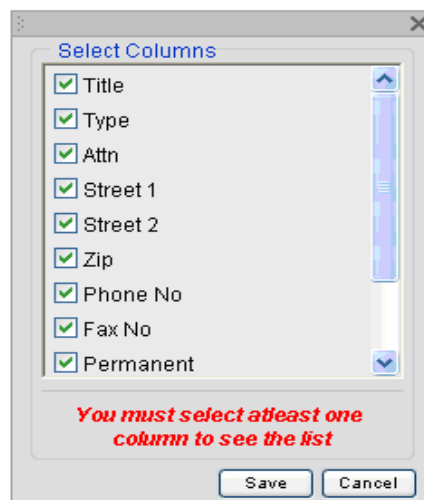 Select Columns
Title
Type
Attn
Street 1
Street 2
Zip
Phone No
Fax No
Permanent
You must select atleast one
column to see the list
Save Cancel